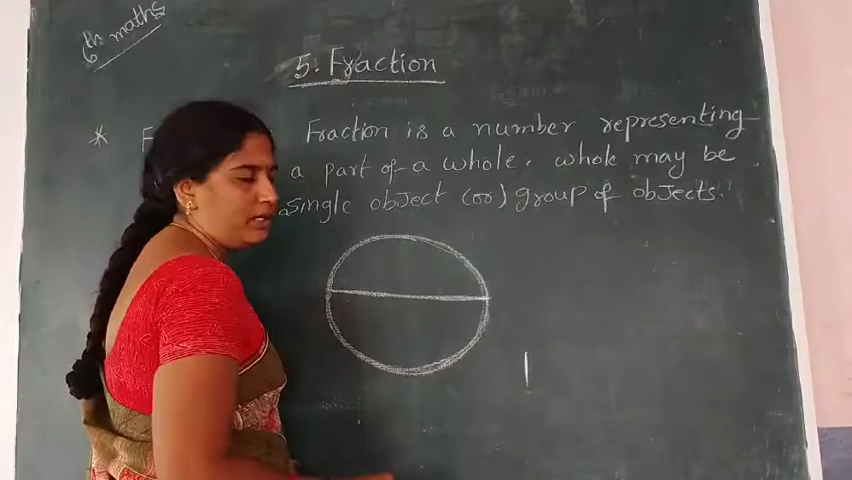 6th maths
5. Fraction
* F Fraction is a number representing
a part of a whole. whole may be
a single object (or) group of objects.
1